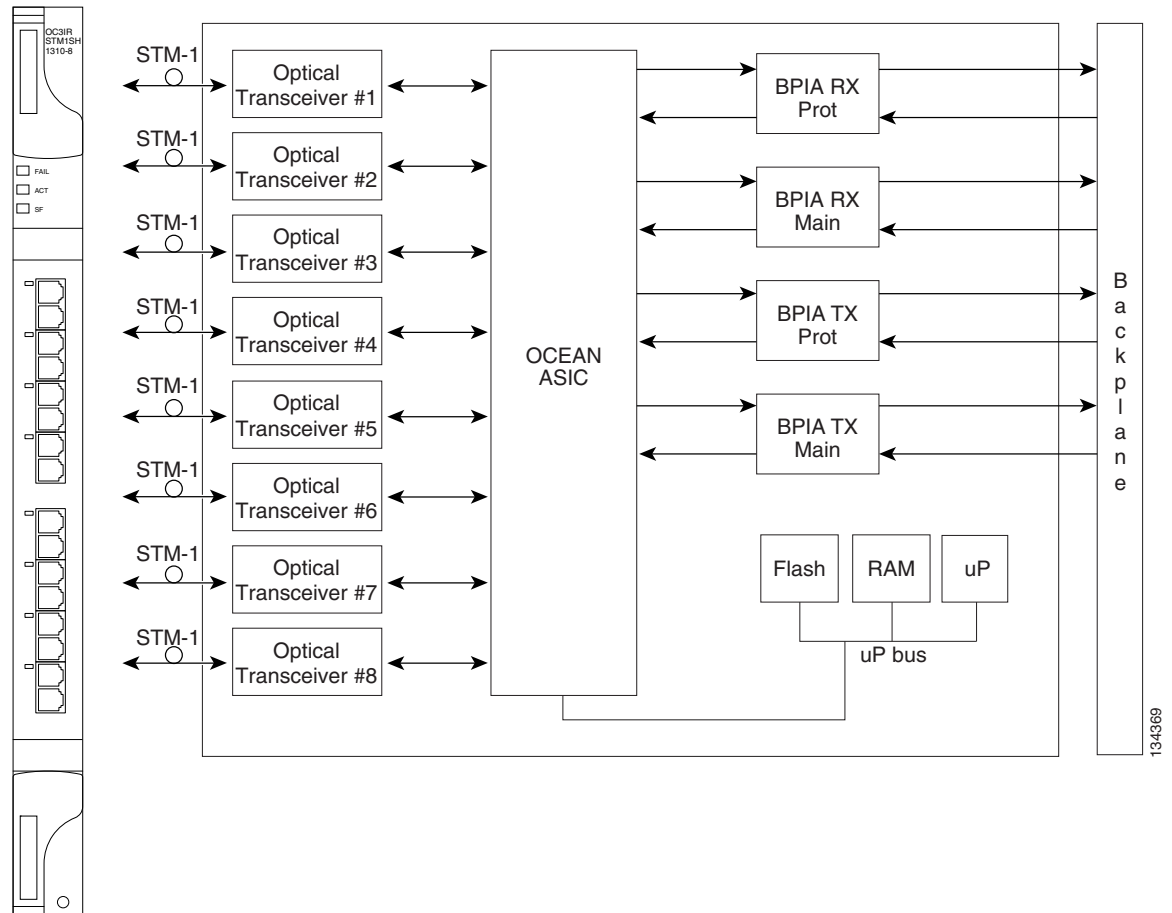 OC3IR
STM1SH
1310-8
FAIL
ACT
SF
STM-1
Optical
Transceiver #1
STM-1
Optical
Transceiver #2
STM-1
Optical
Transceiver #3
STM-1
Optical
Transceiver #4
STM-1
Optical
Transceiver #5
STM-1
Optical
Transceiver #6
STM-1
Optical
Transceiver #7
STM-1
Optical
Transceiver #8
OCEAN
ASIC
BPIA RX
Prot
BPIA RX
Main
BPIA TX
Prot
BPIA TX
Main
Flash
RAM
uP
uP bus
Backplane
134369